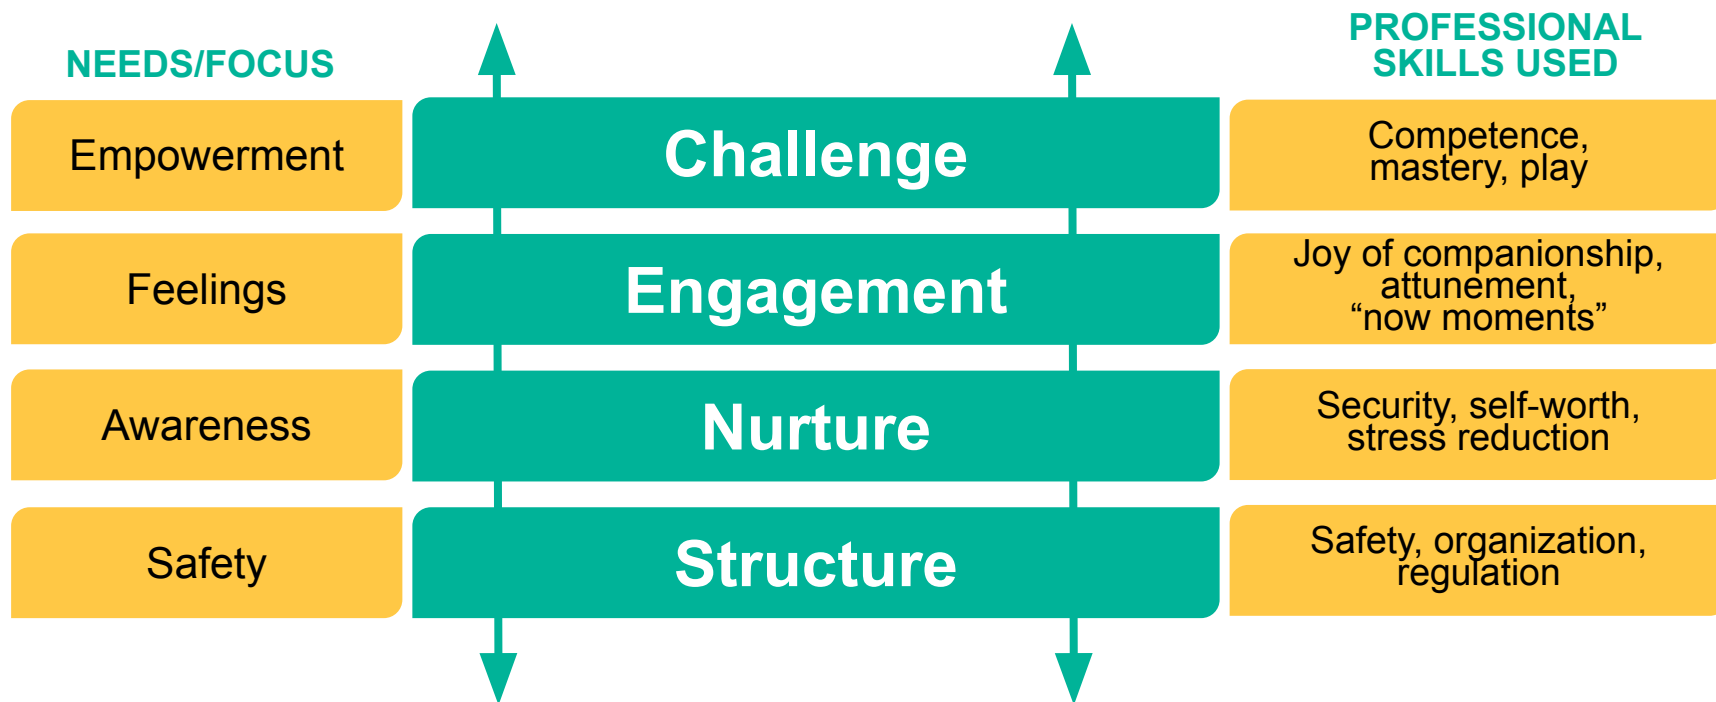 NEEDS/FOCUS
PROFESSIONAL
SKILLS USED
Empowerment
Challenge
Competence,
mastery, play
Feelings
Engagement
Joy of companionship,
attunement,
“now moments”
Awareness
Nurture
Security, self-worth,
stress reduction
Safety
Structure
Safety, organization,
regulation